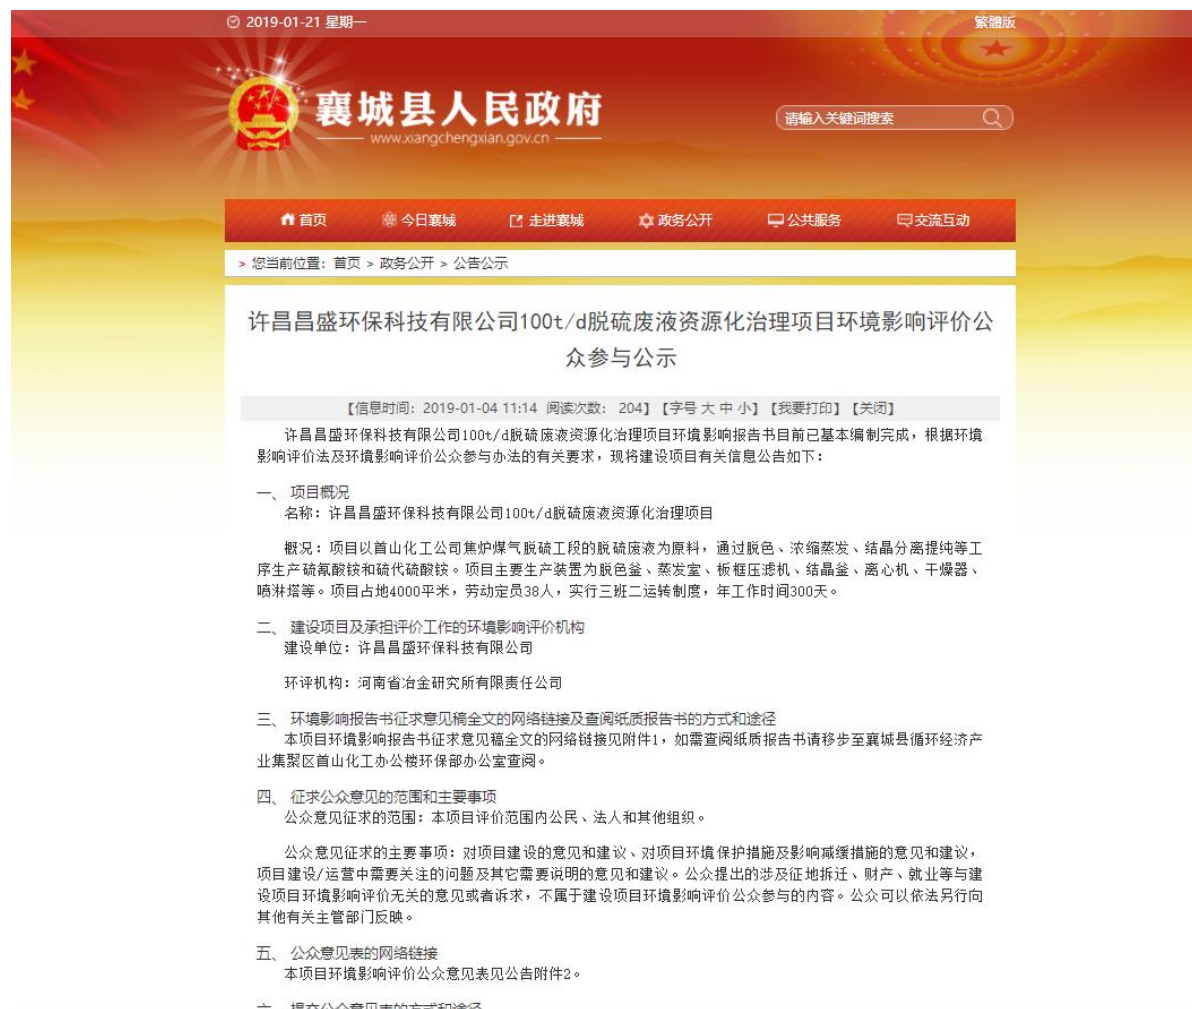 2019-01-21 星期一
繁體版
襄城县人民政府
www.xiangchengxian.gov.cn
请输入关键词搜索
首页 今日襄城 走进襄城 政务公开 公共服务 交流互动
> 您当前位置：首页 > 政务公开 > 公告公示
许昌昌盛环保科技有限公司100t/d脱硫废液资源化治理项目环境影响评价公
众参与公示
【信息时间：2019-01-04 11:14 阅读次数： 204】【字号 大 中 小】【我要打印】【关闭】
许昌昌盛环保科技有限公司100t/d脱硫废液资源化治理项目环境影响报告书目前已基本编制完成，根据环境
影响评价法及环境影响评价公众参与办法的有关要求，现将建设项目有关信息公告如下：
一、 项目概况
名称：许昌昌盛环保科技有限公司100t/d脱硫废液资源化治理项目
概况：项目以首山化工公司焦炉煤气脱硫工段的脱硫废液为原料，通过脱色、浓缩蒸发、结晶分离提纯等工
序生产硫氰酸铵和硫代硫酸铵。项目主要生产装置为脱色釜、蒸发室、板框压滤机、结晶釜、离心机、干燥器、
喷淋塔等。项目占地4000平米，劳动定员38人，实行三班二运转制度，年工作时间300天。
二、 建设项目及承担评价工作的环境影响评价机构
建设单位：许昌昌盛环保科技有限公司
环评机构：河南省冶金研究所有限责任公司
三、 环境影响报告书征求意见稿全文的网络链接及查阅纸质报告书的方式和途径
本项目环境影响报告书征求意见稿全文的网络链接见附件1，如需查阅纸质报告书请移步至襄城县循环经济产
业集聚区首山化工办公楼环保部办公室查阅。
四、 征求公众意见的范围和主要事项
公众意见征求的范围：本项目评价范围内公民、法人和其他组织。
公众意见征求的主要事项：对项目建设的意见和建议、对项目环境保护措施及影响减缓措施的意见和建议，
项目建设/运营中需要关注的问题及其它需要说明的意见和建议。公众提出的涉及征地拆迁、财产、就业等与建
设项目环境影响评价无关的意见或者诉求，不属于建设项目环境影响评价公众参与的内容。公众可以依法另行向
其他有关主管部门反映。
五、 公众意见表的网络链接
本项目环境影响评价公众意见表见公告附件2。
六、 提交公众意见表的方式和途径